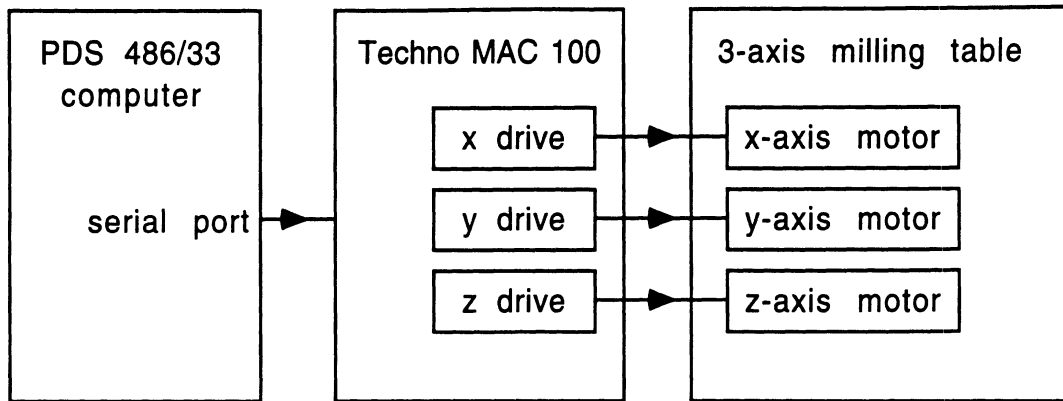 PDS 486/33
computer
serial port
Techno MAC 100
x drive
y drive
z drive
3-axis milling table
x-axis motor
y-axis motor
z-axis motor